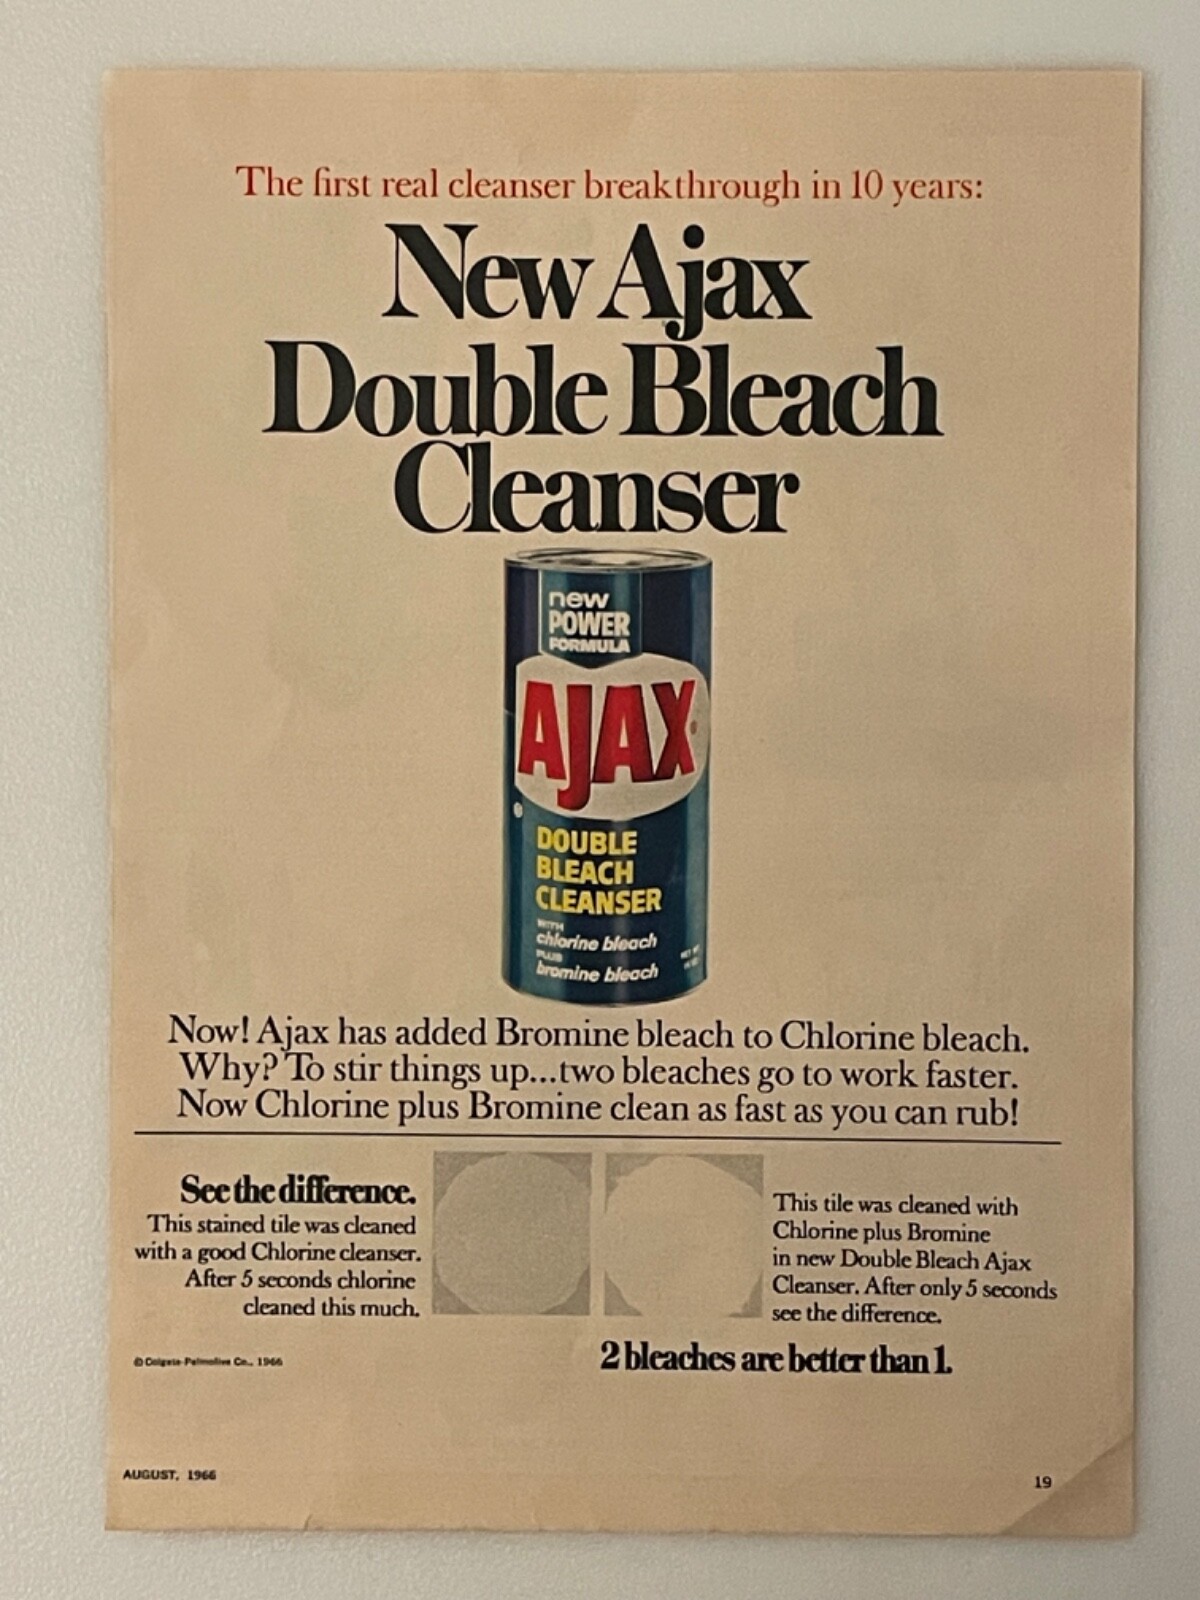 The first real cleanser breakthrough in 10 years:
New Ajax
Double Bleach
Cleanser
new
POWER
FORMULA
AJAX
DOUBLE
BLEACH
CLEANSER
WITH
chlorine bleach
PLUS
bromine bleach
NET WT
Now! Ajax has added Bromine bleach to Chlorine bleach.
Why? To stir things up...two bleaches go to work faster.
Now Chlorine plus Bromine clean as fast as you can rub!
See the difference.
This stained tile was cleaned
with a good Chlorine cleanser.
After 5 seconds chlorine
cleaned this much.
This tile was cleaned with
Chlorine plus Bromine
in new Double Bleach Ajax
Cleanser. After only 5 seconds
see the difference.
© Colgate-Palmolive Co., 1966
2 bleaches are better than 1.
AUGUST, 1966
19